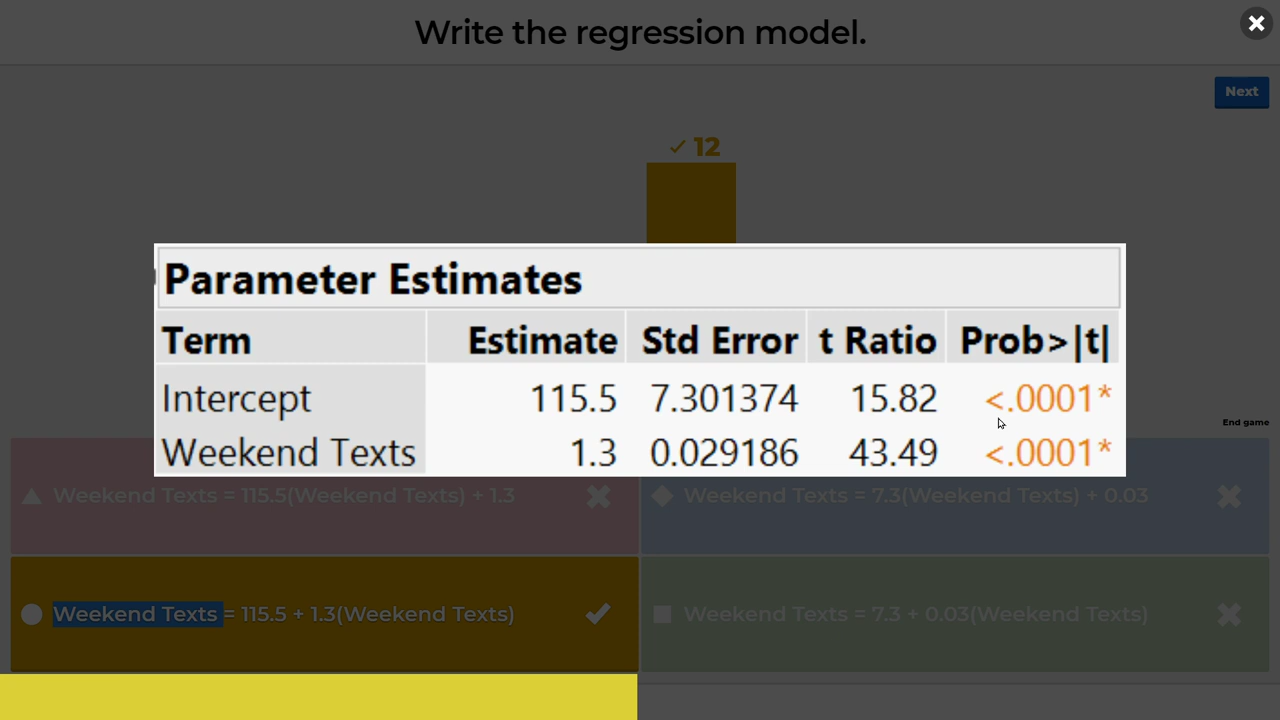 Write the regression model.
Next
12
Parameter Estimates
Term Estimate Std Error t Ratio Prob>|t|
Intercept 115.5 7.301374 15.82 <.0001*
Weekend Texts 1.3 0.029186 43.49 <.0001*
End game
Weekend Texts = 115.5(Weekend Texts) + 1.3
Weekend Texts = 7.3(Weekend Texts) + 0.03
Weekend Texts = 115.5 + 1.3(Weekend Texts)
Weekend Texts = 7.3 + 0.03(Weekend Texts)